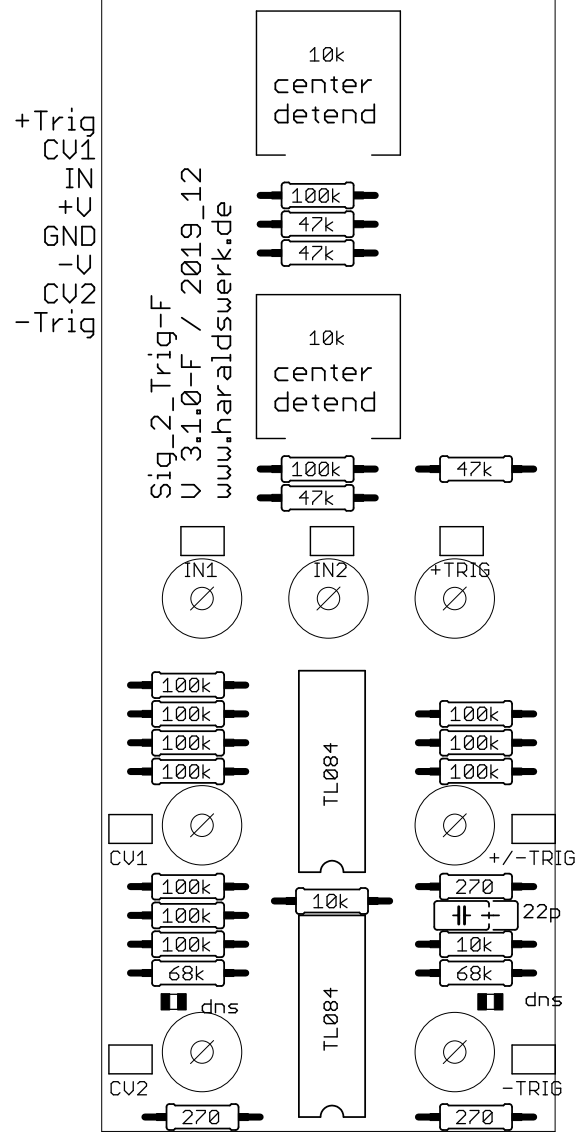 10k
center
detend
+Trig
CV1
IN
+V
GND
-V
CV2
-Trig
Sig_2_Trig-F
V 3.1.0-F / 2019_12
www.haraldswerk.de
100k
47k
47k
10k
center
detend
100k
47k
47k
IN1
IN2
+TRIG
100k
100k
100k
100k
TL084
100k
100k
100k
CV1
+/-TRIG
100k
10k
270
100k
22p
100k
10k
68k
68k
dns
TL084
dns
CV2
-TRIG
270
270